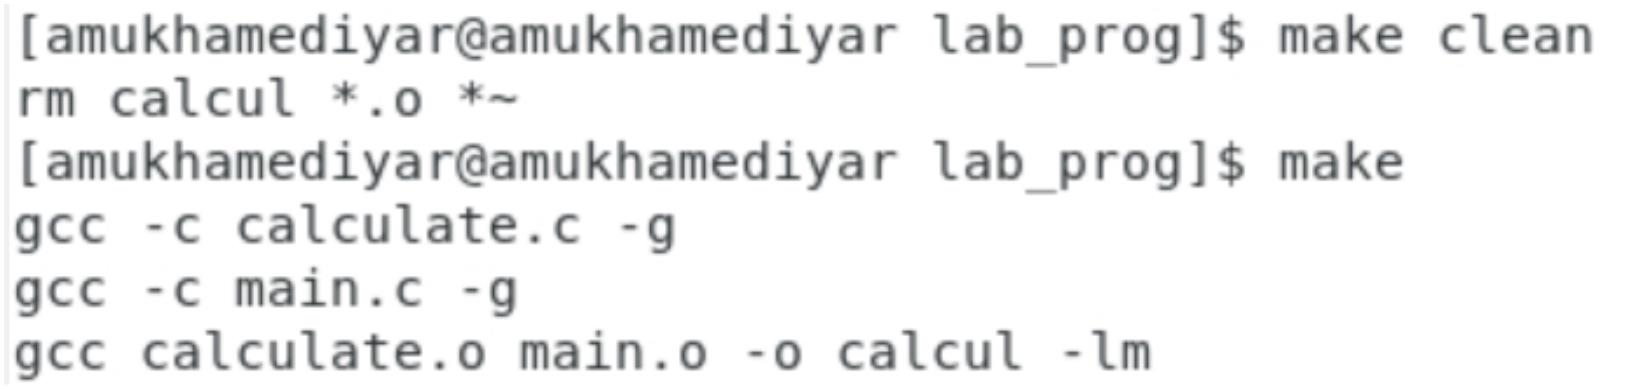 [amukhamediyar@amukhamediyar lab_prog]$ make clean
rm calcul *.o *~
[amukhamediyar@amukhamediyar lab_prog]$ make
gcc -c calculate.c -g
gcc -c main.c -g
gcc calculate.o main.o -o calcul -lm